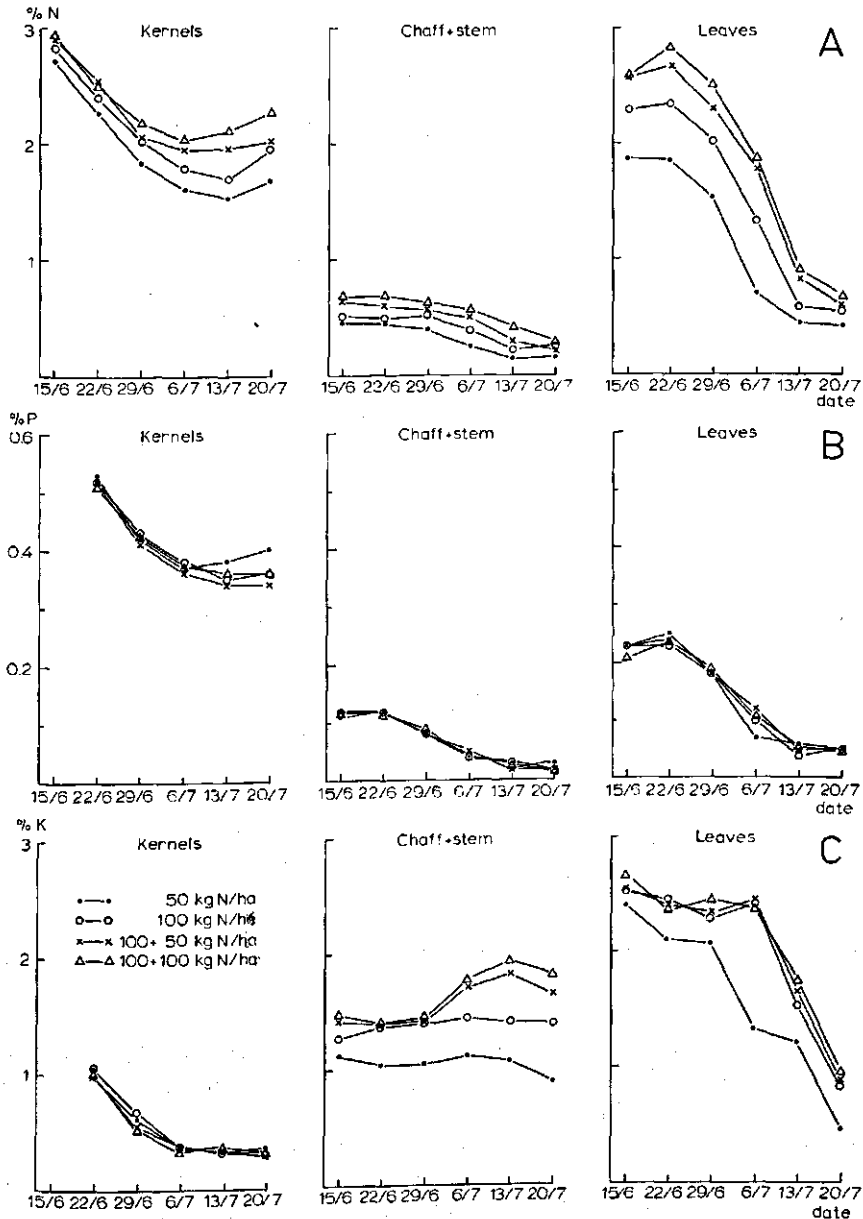 % N
Kernels
Chaff+stem
Leaves
A
3
2
1
15/6 22/6 29/6 6/7 13/7 20/7
15/6 22/6 29/6 6/7 13/7 20/7
15/6 22/6 29/6 6/7 13/7 20/7
date
%P
Kernels
Chaff+stem
Leaves
B
0.6
0.4
0.2
15/6 22/6 29/6 6/7 13/7 20/7
15/6 22/6 29/6 6/7 13/7 20/7
15/6 22/6 29/6 6/7 13/7 20/7
date
% K
Kernels
Chaff+stem
Leaves
C
3
50 kg N/ha
100 kg N/ha
100+ 50 kg N/ha
100+100 kg N/ha
2
1
15/6 22/6 29/6 6/7 13/7 20/7
15/6 22/6 29/6 6/7 13/7 20/7
15/6 22/6 29/6 6/7 13/7 20/7
date